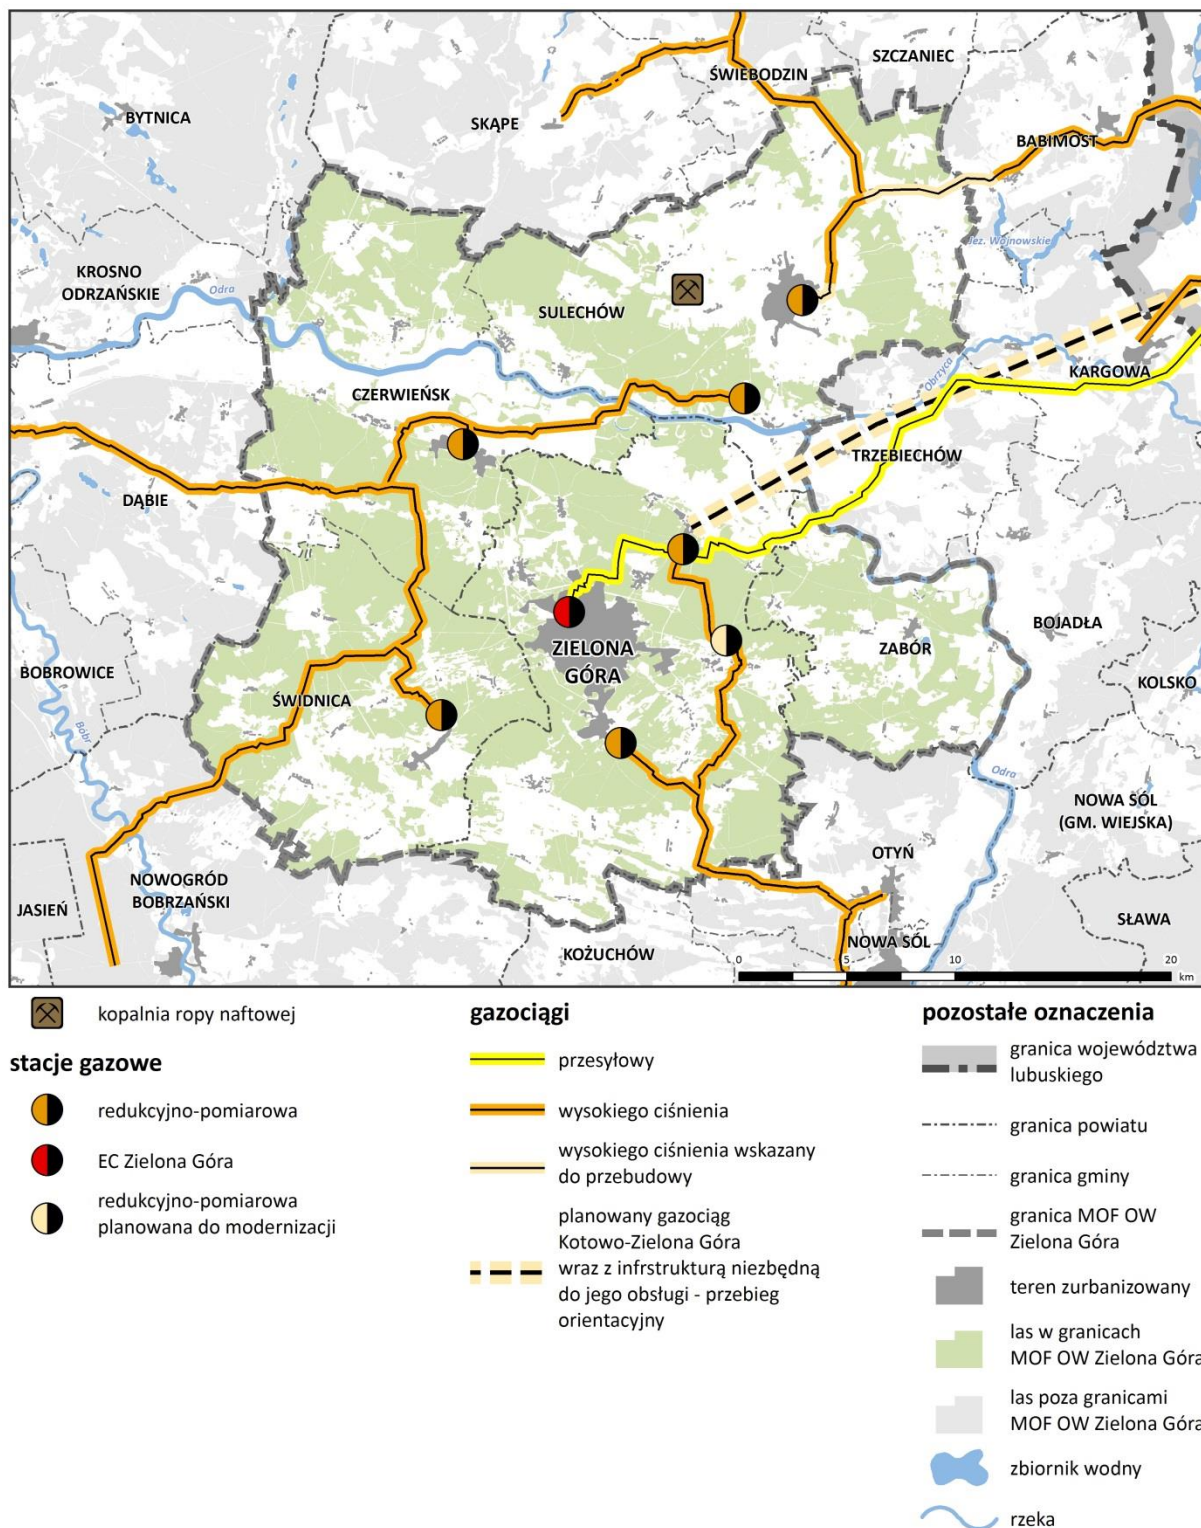 SZCZANIEC
ŚWIEBODZIN
BYTNICA
SKĄPE
BABIMOST
Jez. Wojnowskie
KROSNO
ODRZAŃSKIE
Odra
SULECHÓW
Obrzyca
KARGOWA
CZERWIEŃSK
TRZEBIECHÓW
DĄBIE
BOJADŁA
ZIELONA
GÓRA
ZABÓR
BOBROWICE
KOLSKO
ŚWIDNICA
Bóbr
Odra
NOWA SÓL
(GM. WIEJSKA)
OTYŃ
NOWOGRÓD
BOBRZAŃSKI
JASIEŃ
SŁAWA
KOŻUCHÓW
NOWA SÓL
0 5 10 20
km
kopalnia ropy naftowej
stacje gazowe
redukcyjno-pomiarowa
EC Zielona Góra
redukcyjno-pomiarowa
planowana do modernizacji
gazociągi
przesyłowy
wysokiego ciśnienia
wysokiego ciśnienia wskazany
do przebudowy
planowany gazociąg
Kotowo-Zielona Góra
wraz z infrstrukturą niezbędną
do jego obsługi - przebieg
orientacyjny
pozostałe oznaczenia
granica województwa
lubuskiego
granica powiatu
granica gminy
granica MOF OW
Zielona Góra
teren zurbanizowany
las w granicach
MOF OW Zielona Góra
las poza granicami
MOF OW Zielona Góra
zbiornik wodny
rzeka